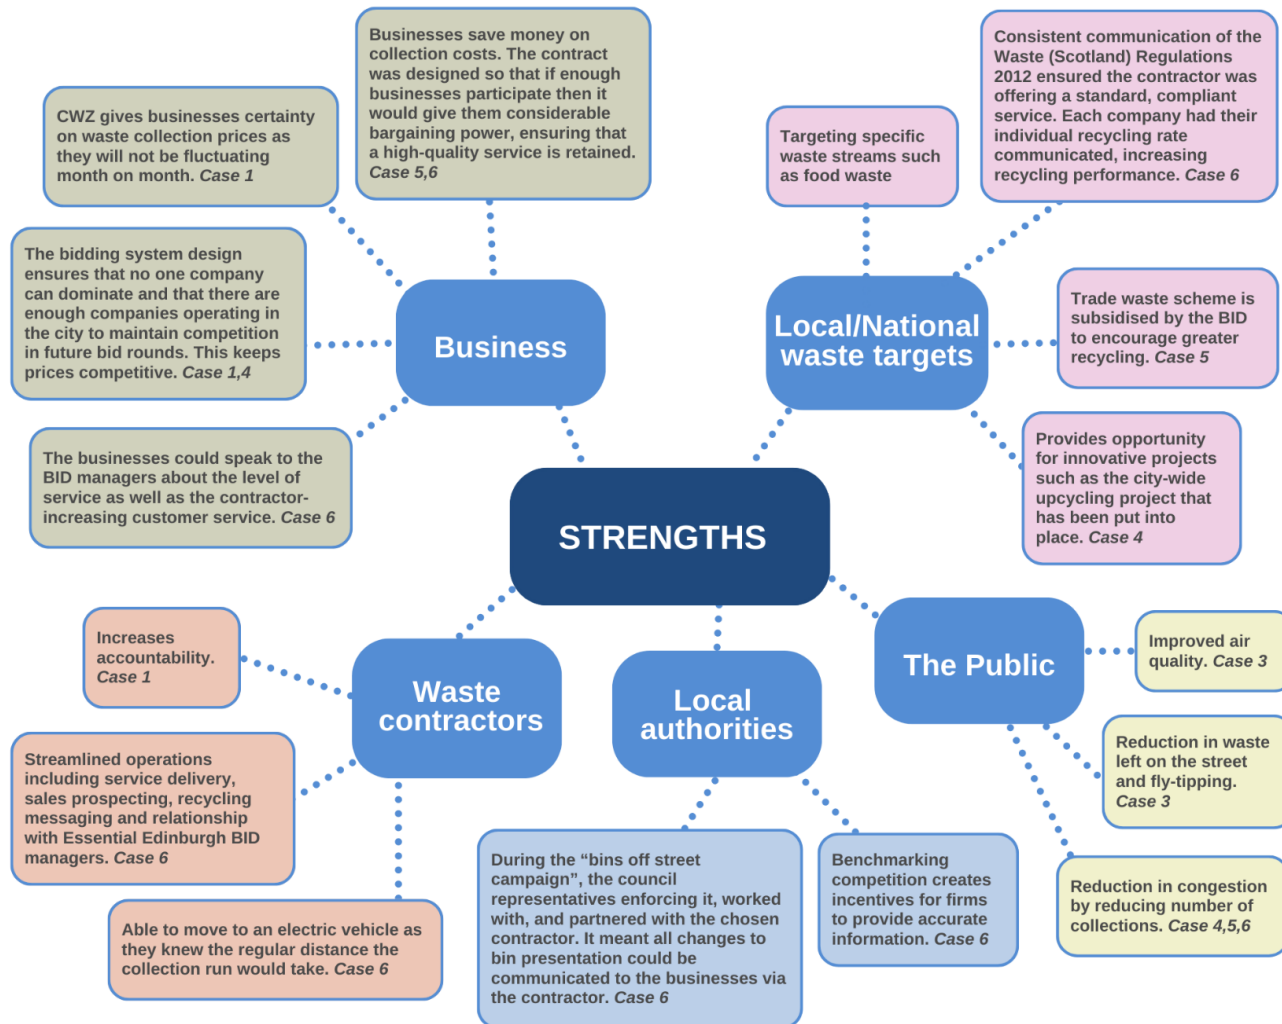 Businesses save money on
collection costs. The contract
was designed so that if enough
businesses participate then it
would give them considerable
bargaining power, ensuring that
a high-quality service is retained.
Case 5,6
CWZ gives businesses certainty
on waste collection prices as
they will not be fluctuating
month on month. Case 1
The bidding system design
ensures that no one company
can dominate and that there are
enough companies operating in
the city to maintain competition
in future bid rounds. This keeps
prices competitive. Case 1,4
The businesses could speak to the
BID managers about the level of
service as well as the contractor-
increasing customer service. Case 6
Business
Targeting specific
waste streams such
as food waste
Consistent communication of the
Waste (Scotland) Regulations
2012 ensured the contractor was
offering a standard, compliant
service. Each company had their
individual recycling rate
communicated, increasing
recycling performance. Case 6
Local/National
waste targets
Trade waste scheme is
subsidised by the BID
to encourage greater
recycling. Case 5
Provides opportunity
for innovative projects
such as the city-wide
upcycling project that
has been put into
place. Case 4
STRENGTHS
Increases
accountability.
Case 1
Waste
contractors
Streamlined operations
including service delivery,
sales prospecting, recycling
messaging and relationship
with Essential Edinburgh BID
managers. Case 6
Able to move to an electric vehicle as
they knew the regular distance the
collection run would take. Case 6
Local
authorities
During the “bins off street
campaign”, the council
representatives enforcing it, worked
with, and partnered with the chosen
contractor. It meant all changes to
bin presentation could be
communicated to the businesses via
the contractor. Case 6
Benchmarking
competition creates
incentives for firms
to provide accurate
information. Case 6
The Public
Improved air
quality. Case 3
Reduction in waste
left on the street
and fly-tipping.
Case 3
Reduction in congestion
by reducing number of
collections. Case 4,5,6